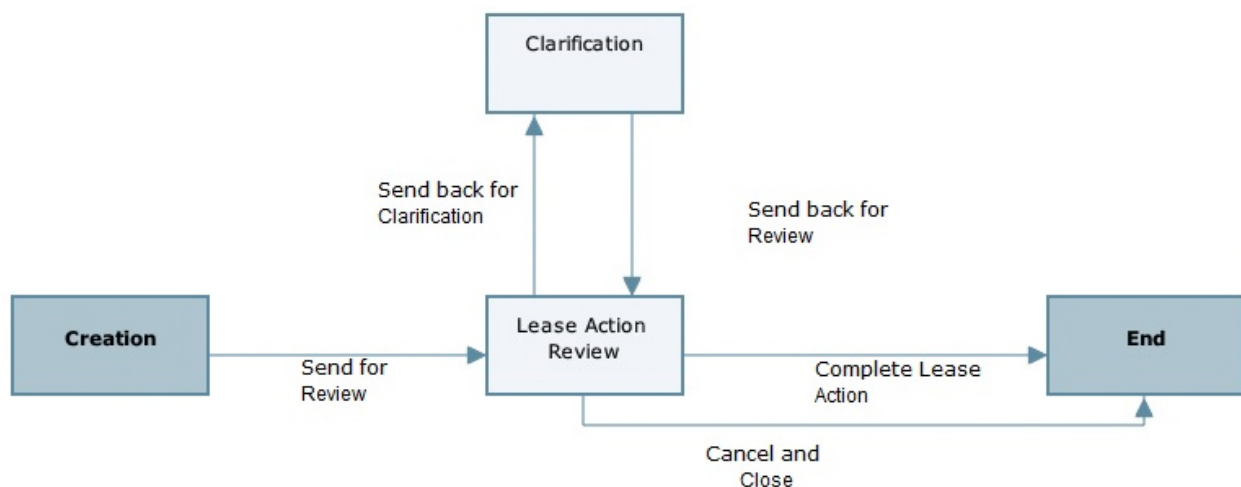 Clarification
Send back for
Clarification
Send back for
Review
Creation
Send for
Review
Lease Action
Review
Complete Lease
Action
End
Cancel and
Close